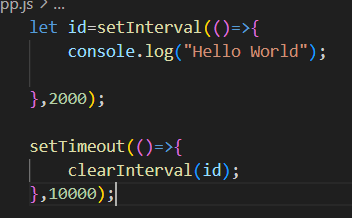 pp.js > ...
let id=setInterval(()=>{
    console.log("Hello World");
},2000);
setTimeout(()=>{
    clearInterval(id);
},10000);